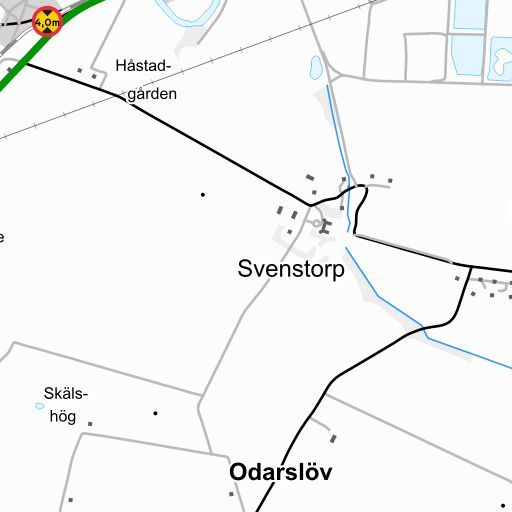 4,0m
Håstad-
gården
e
Svenstorp
Skäls-
hög
Odarslöv